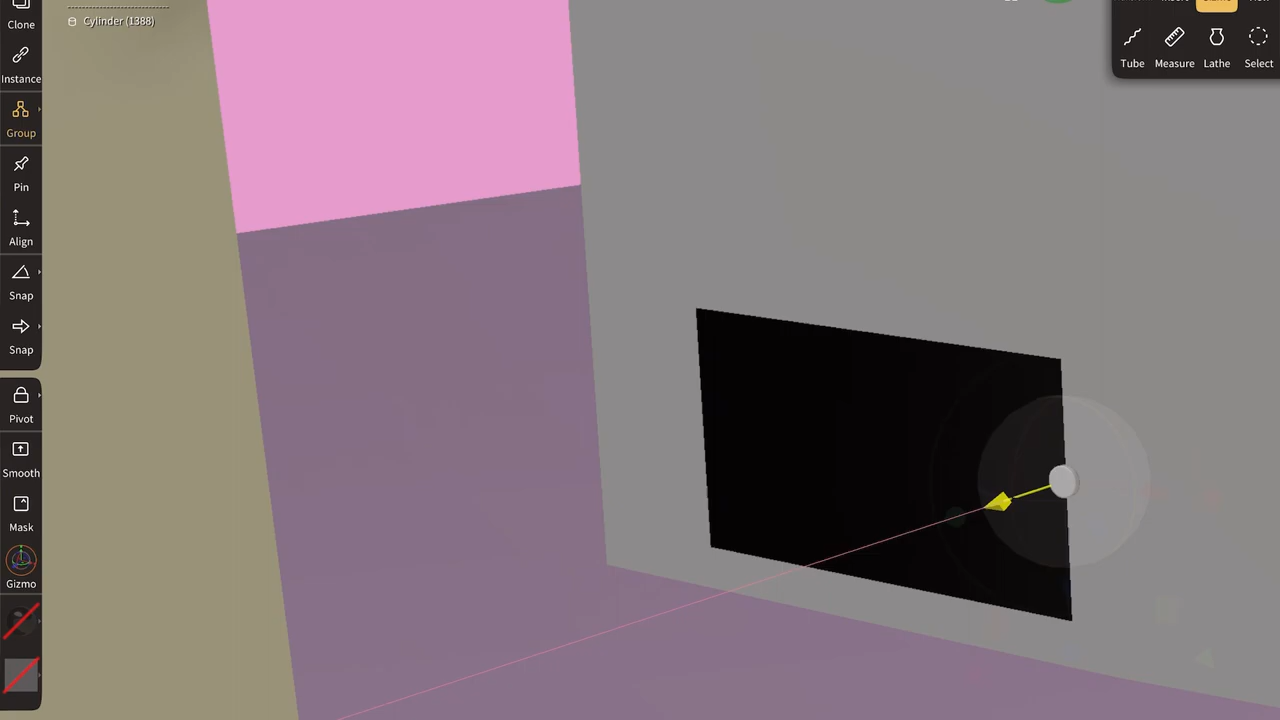 Clone
Cylinder (1388)
Instance
Group
Pin
Align
Snap
Snap
Pivot
Smooth
Mask
Gizmo
Tube
Measure
Lathe
Select